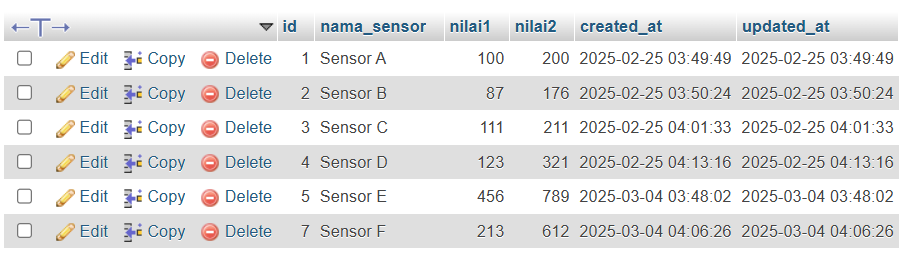 ←T→ id nama_sensor nilai1 nilai2 created_at updated_at
Edit Copy Delete 1 Sensor A 100 200 2025-02-25 03:49:49 2025-02-25 03:49:49
Edit Copy Delete 2 Sensor B 87 176 2025-02-25 03:50:24 2025-02-25 03:50:24
Edit Copy Delete 3 Sensor C 111 211 2025-02-25 04:01:33 2025-02-25 04:01:33
Edit Copy Delete 4 Sensor D 123 321 2025-02-25 04:13:16 2025-02-25 04:13:16
Edit Copy Delete 5 Sensor E 456 789 2025-03-04 03:48:02 2025-03-04 03:48:02
Edit Copy Delete 7 Sensor F 213 612 2025-03-04 04:06:26 2025-03-04 04:06:26